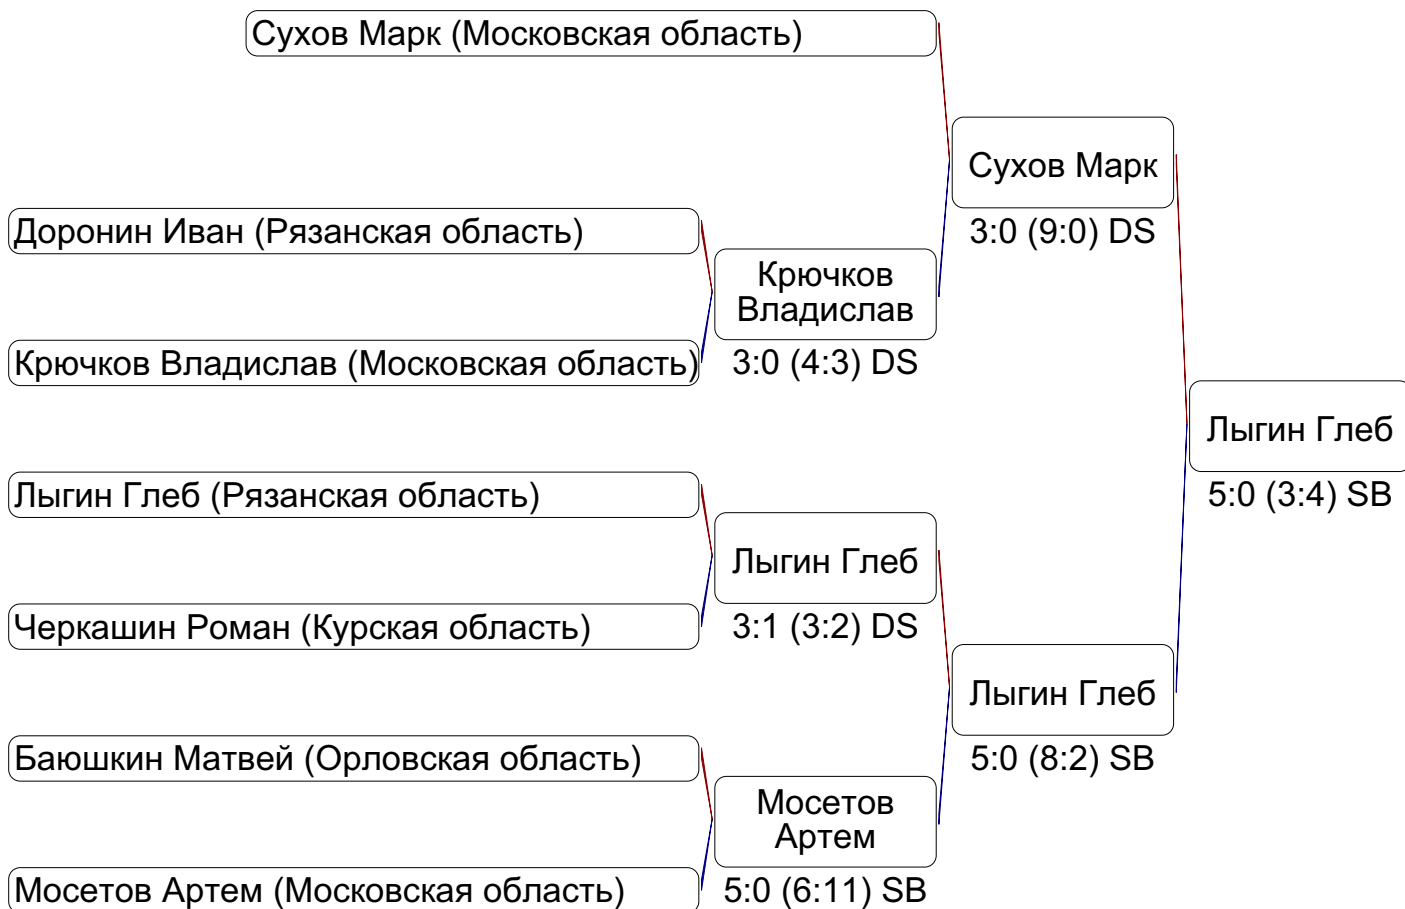 Сухов Марк (Московская область)
Сухов Марк
3:0 (9:0) DS
Доронин Иван (Рязанская область)
Крючков
Владислав
3:0 (4:3) DS
Крючков Владислав (Московская область)
Лыгин Глеб
5:0 (3:4) SB
Лыгин Глеб (Рязанская область)
Лыгин Глеб
3:1 (3:2) DS
Черкашин Роман (Курская область)
Лыгин Глеб
5:0 (8:2) SB
Баюшкин Матвей (Орловская область)
Мосетов
Артем
5:0 (6:11) SB
Мосетов Артем (Московская область)